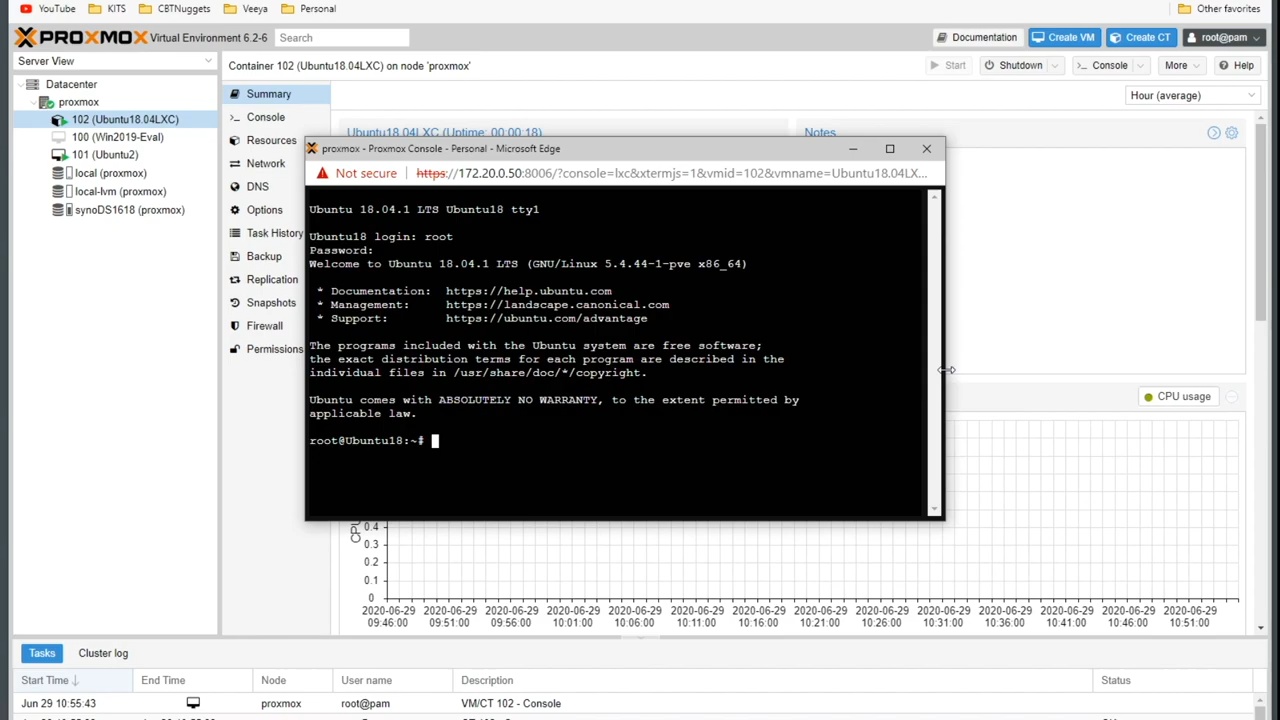 YouTube KITS CBTNuggets Veeya Personal Other favorites
PROXMOX Virtual Environment 6.2-6 Search Documentation Create VM Create CT root@pam
Server View
Container 102 (Ubuntu18.04LXC) on node 'proxmox' Start Shutdown Console More Help
Datacenter
proxmox
102 (Ubuntu18.04LXC)
100 (Win2019-Eval)
101 (Ubuntu2)
local (proxmox)
local-lvm (proxmox)
synoDS1618 (proxmox)
Summary
Console
Resources
Network
DNS
Options
Task History
Backup
Replication
Snapshots
Firewall
Permissions
Hour (average)
Ubuntu18.04LXC (Uptime: 00:00:18)
Notes
proxmox - Proxmox Console - Personal - Microsoft Edge
Not secure https://172.20.0.50:8006/?console=lxc&xtermjs=1&vmid=102&vmname=Ubuntu18.04LX...
Ubuntu 18.04.1 LTS Ubuntu18 tty1
Ubuntu18 login: root
Password:
Welcome to Ubuntu 18.04.1 LTS (GNU/Linux 5.4.44-1-pve x86_64)
* Documentation: https://help.ubuntu.com
* Management: https://landscape.canonical.com
* Support: https://ubuntu.com/advantage
The programs included with the Ubuntu system are free software;
the exact distribution terms for each program are described in the
individual files in /usr/share/doc/*/copyright.
Ubuntu comes with ABSOLUTELY NO WARRANTY, to the extent permitted by
applicable law.
root@Ubuntu18:~#
CPU usage
0.4
0.3
0.2
0.1
0
2020-06-29 2020-06-29 2020-06-29 2020-06-29 2020-06-29 2020-06-29 2020-06-29 2020-06-29 2020-06-29 2020-06-29 2020-06-29 2020-06-29 2020-06-29 2020-06-29
09:46:00 09:51:00 09:56:00 10:01:00 10:06:00 10:11:00 10:16:00 10:21:00 10:26:00 10:31:00 10:36:00 10:41:00 10:46:00 10:51:00
Tasks Cluster log
Start Time End Time Node User name Description Status
Jun 29 10:55:43 proxmox root@pam VM/CT 102 - Console